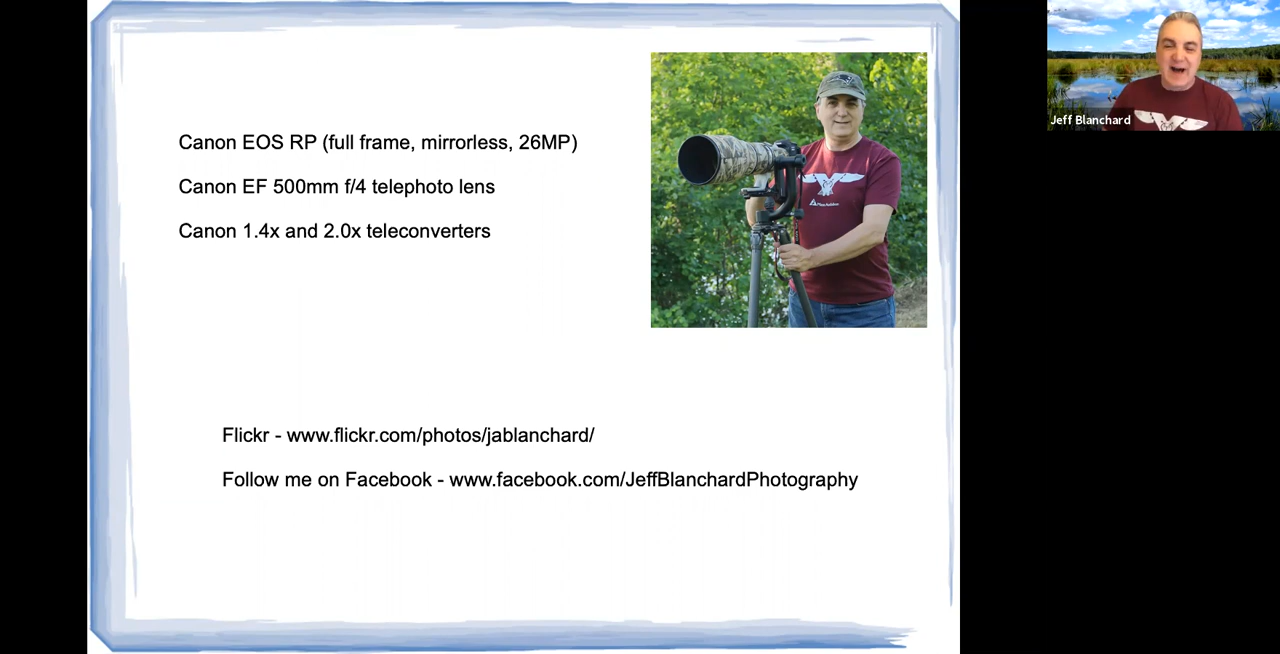 Canon EOS RP (full frame, mirrorless, 26MP)
Canon EF 500mm f/4 telephoto lens
Canon 1.4x and 2.0x teleconverters
Flickr - www.flickr.com/photos/jablanchard/
Follow me on Facebook - www.facebook.com/JeffBlanchardPhotography
Jeff Blanchard